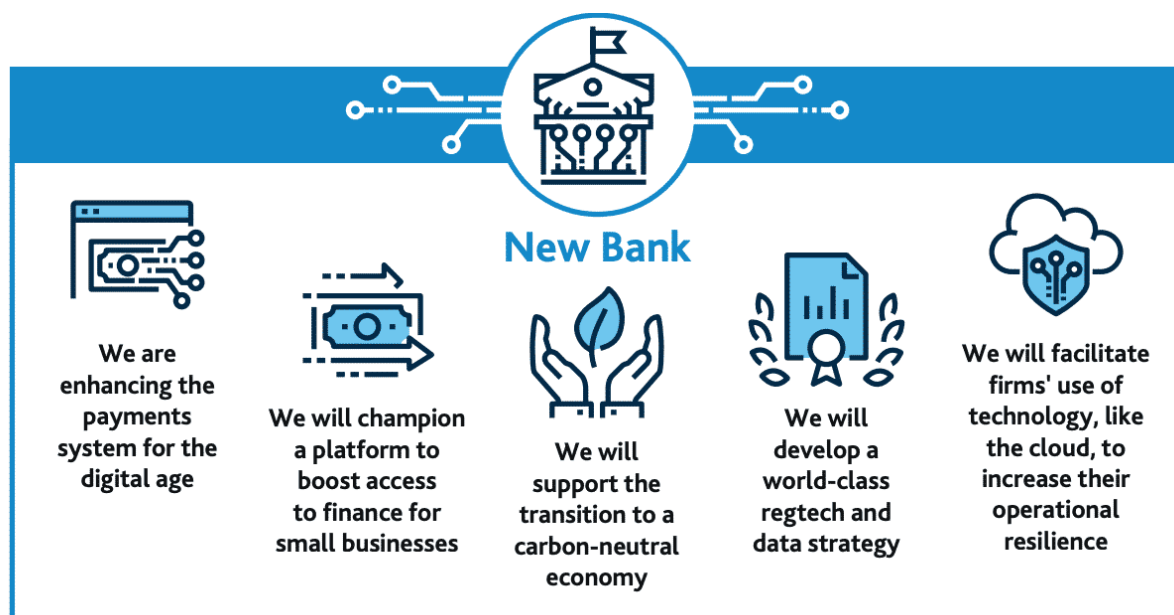 New Bank
We are
enhancing the
payments
system for the
digital age
We will champion
a platform to
boost access
to finance for
small businesses
We will
support the
transition to a
carbon-neutral
economy
We will
develop a
world-class
regtech and
data strategy
We will facilitate
firms' use of
technology, like
the cloud, to
increase their
operational
resilience